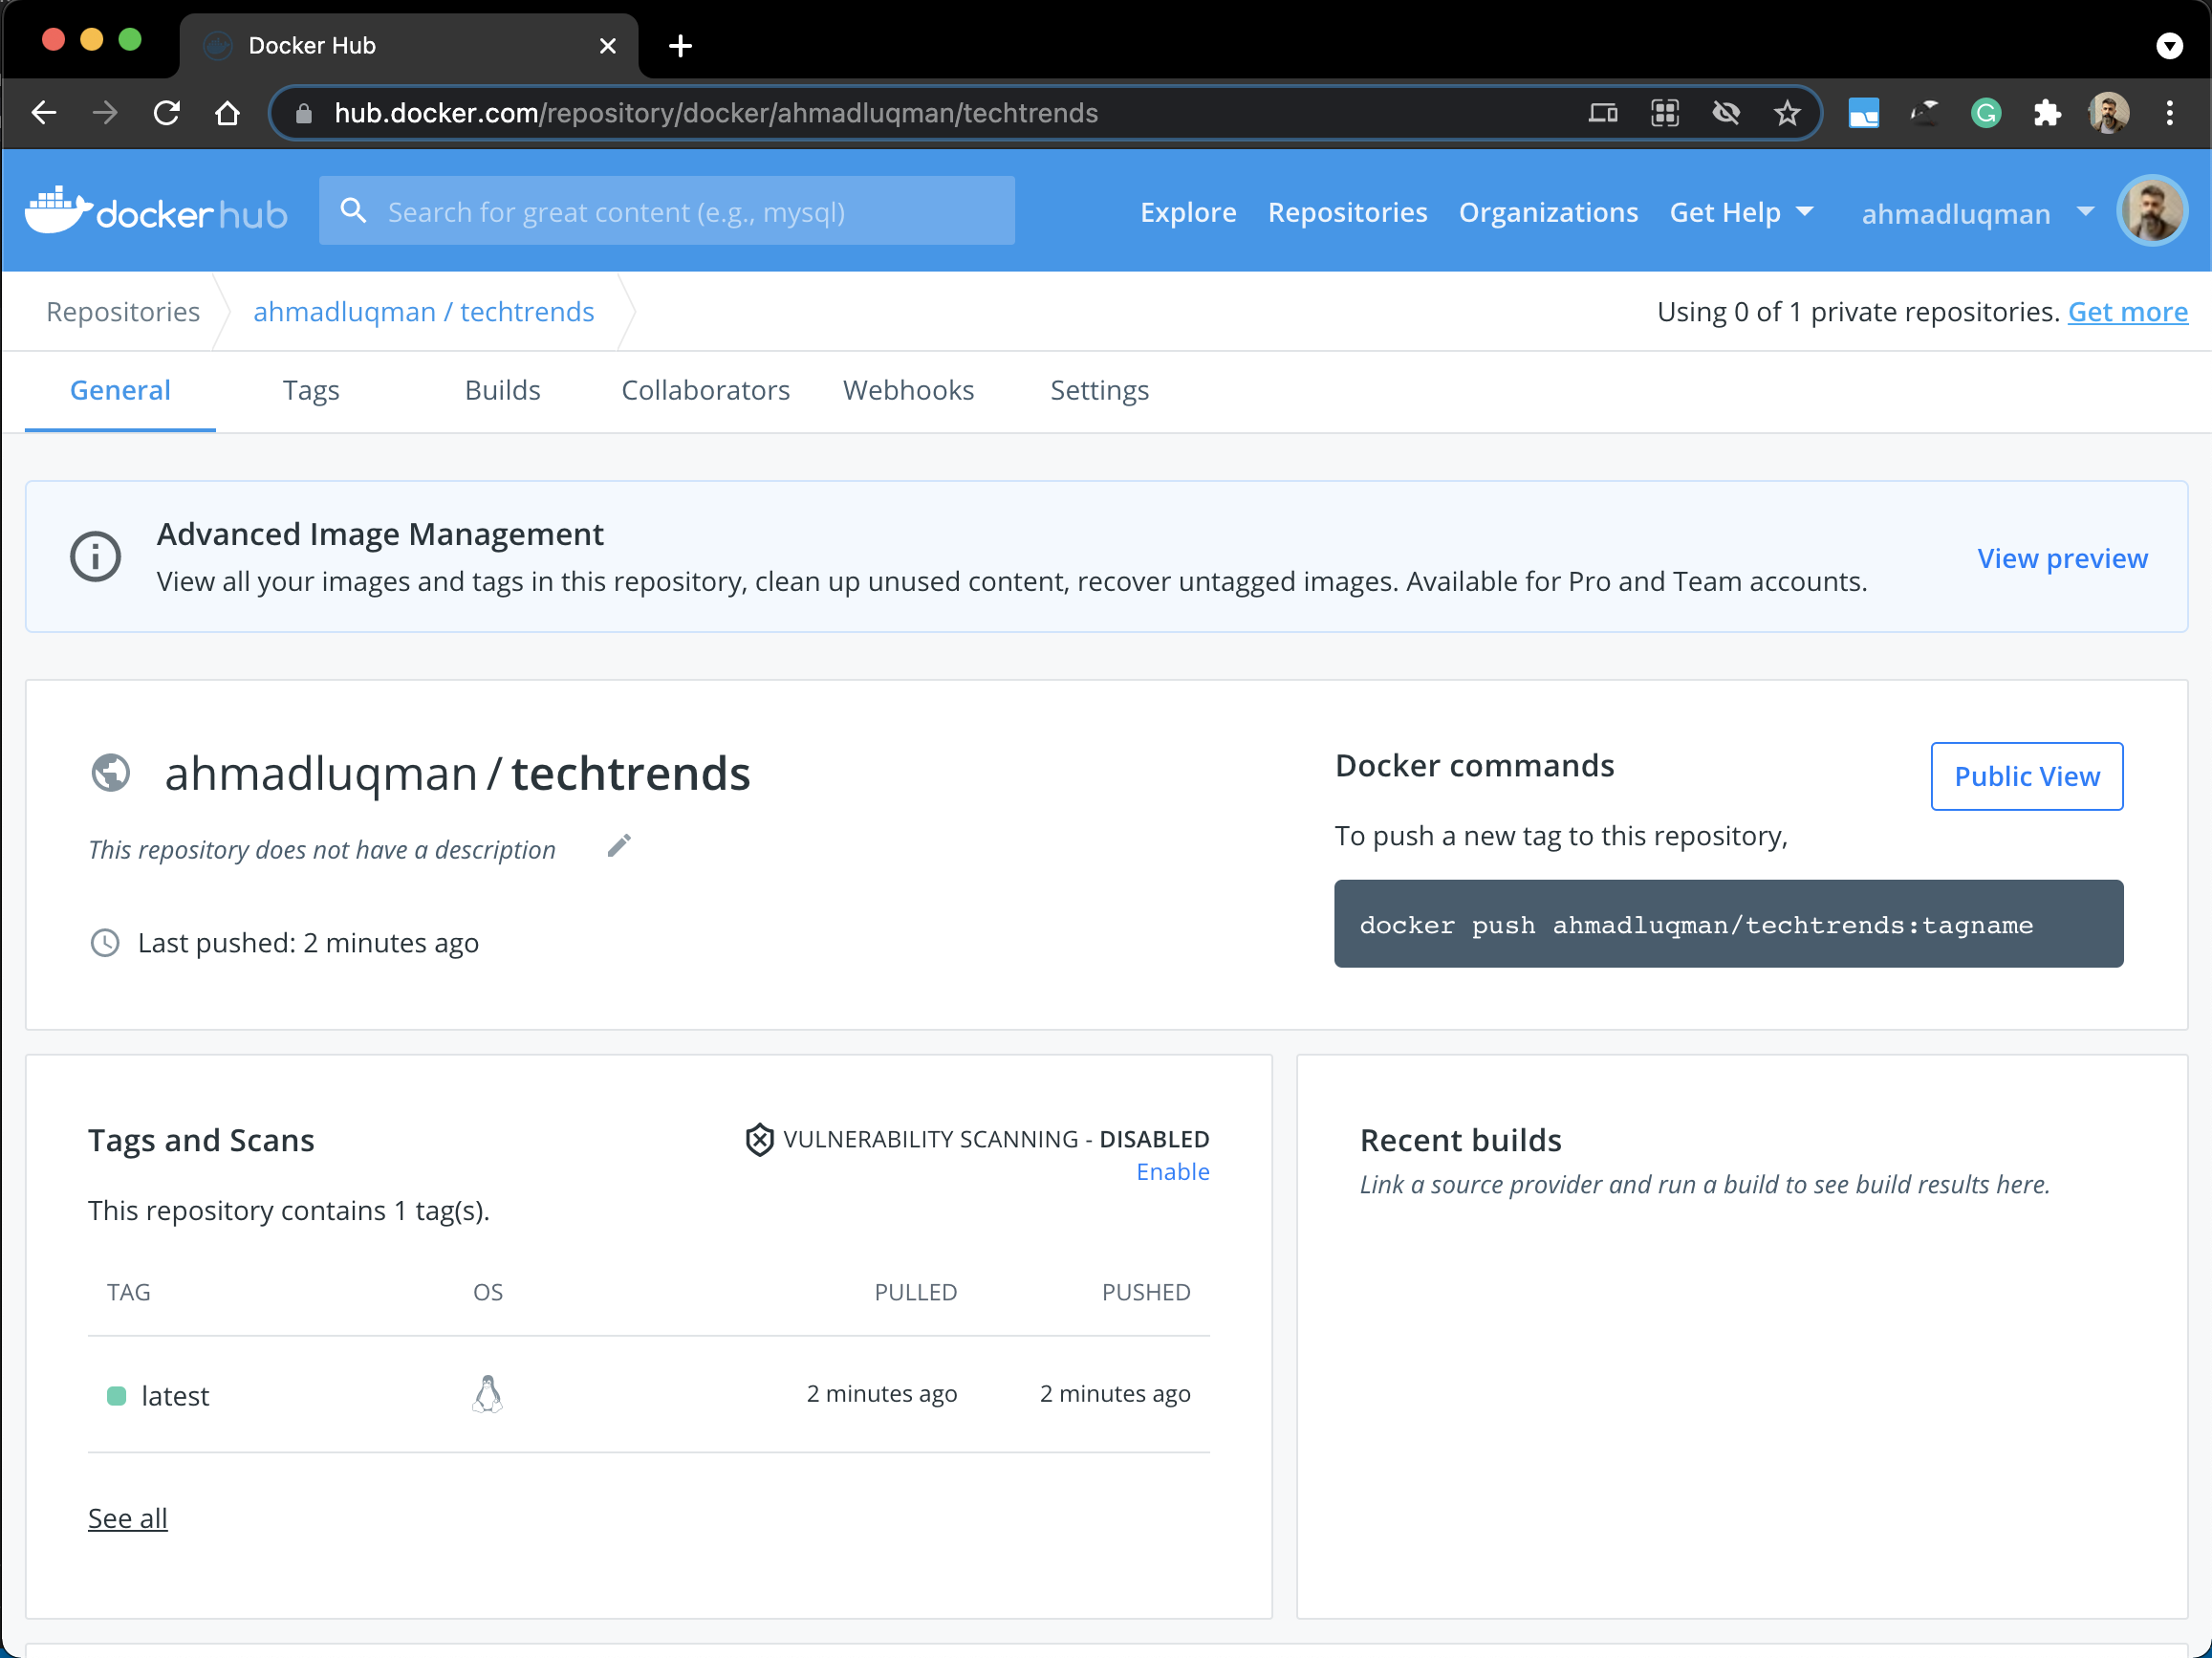 Docker Hub
hub.docker.com/repository/docker/ahmadluqman/techtrends
docker hub
Search for great content (e.g., mysql)
Explore
Repositories
Organizations
Get Help
ahmadluqman
Repositories
ahmadluqman / techtrends
Using 0 of 1 private repositories. Get more
General
Tags
Builds
Collaborators
Webhooks
Settings
Advanced Image Management
View all your images and tags in this repository, clean up unused content, recover untagged images. Available for Pro and Team accounts.
View preview
ahmadluqman / techtrends
This repository does not have a description
Last pushed: 2 minutes ago
Docker commands
Public View
To push a new tag to this repository,
docker push ahmadluqman/techtrends:tagname
Tags and Scans
VULNERABILITY SCANNING - DISABLED
Enable
This repository contains 1 tag(s).
TAG OS PULLED PUSHED
latest 2 minutes ago 2 minutes ago
See all
Recent builds
Link a source provider and run a build to see build results here.